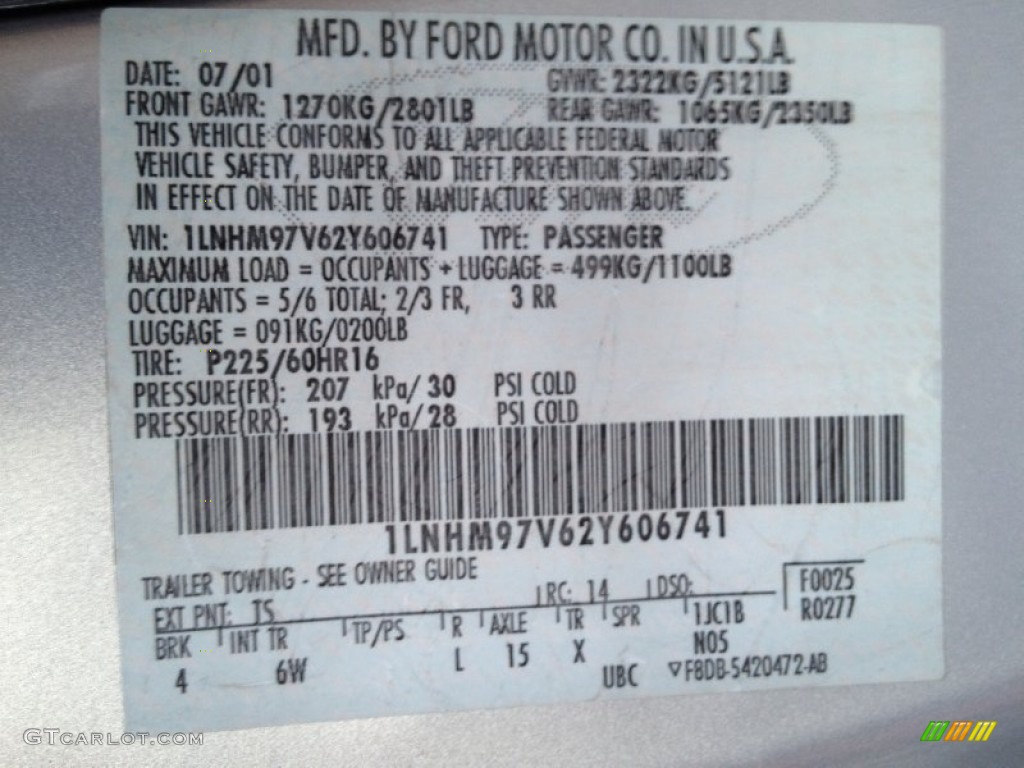 MFD. BY FORD MOTOR CO. IN U.S.A.
DATE: 07/01 GVWR: 2322KG/5121LB
FRONT GAWR: 1270KG/2801LB REAR GAWR: 1065KG/2350LB
THIS VEHICLE CONFORMS TO ALL APPLICABLE FEDERAL MOTOR
VEHICLE SAFETY, BUMPER, AND THEFT PREVENTION STANDARDS
IN EFFECT ON THE DATE OF MANUFACTURE SHOWN ABOVE.
VIN: 1LNHM97V62Y606741 TYPE: PASSENGER
MAXIMUM LOAD = OCCUPANTS + LUGGAGE = 499KG/1100LB
OCCUPANTS = 5/6 TOTAL; 2/3 FR, 3 RR
LUGGAGE = 091KG/0200LB
TIRE: P225/60HR16
PRESSURE(FR): 207 kPa/ 30 PSI COLD
PRESSURE(RR): 193 kPa/ 28 PSI COLD
1LNHM97V62Y606741
TRAILER TOWING - SEE OWNER GUIDE
EXT PNT: TS RC: 14 DSO: F0025
R0277
BRK INT TR TP/PS R AXLE TR SPR 1JC1B
4 6W L 15 X N05
UBC ▽F8DB-5420472-AB
GTCARLOT.COM